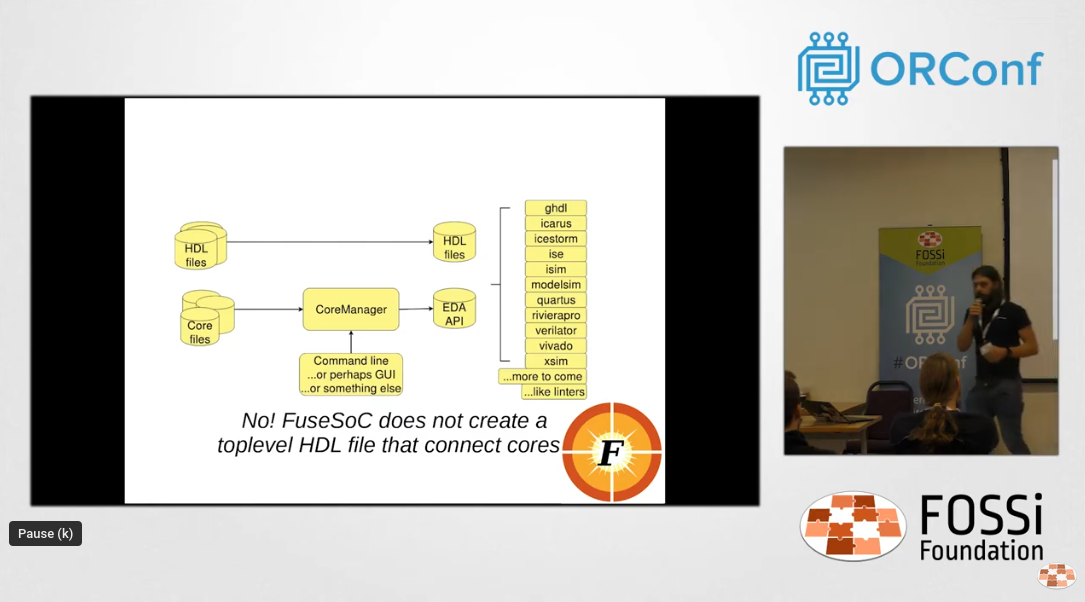 ORConf
HDL
files
HDL
files
Core
files
CoreManager
EDA
API
Command line
...or perhaps GUI
...or something else
ghdl
icarus
icestorm
ise
isim
modelsim
quartus
rivierapro
verilator
vivado
xsim
...more to come
...like linters
No! FuseSoC does not create a
toplevel HDL file that connect cores
F
FOSSi
Foundation
Pause (k)
FOSSi
Foundation